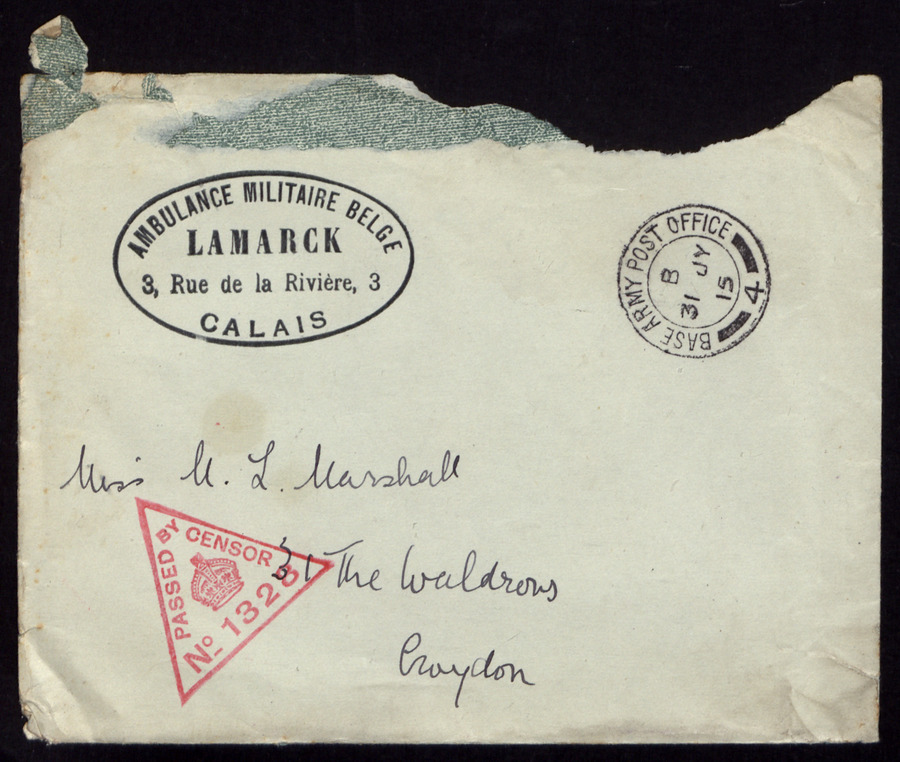 AMBULANCE MILITAIRE BELGE
LAMARCK
3, Rue de la Rivière, 3
CALAIS
BASE ARMY POST OFFICE 4
B
31 JY
15
Miss M. L. Marshall
31 The Waldrons
Croydon
PASSED BY CENSOR
No 1328